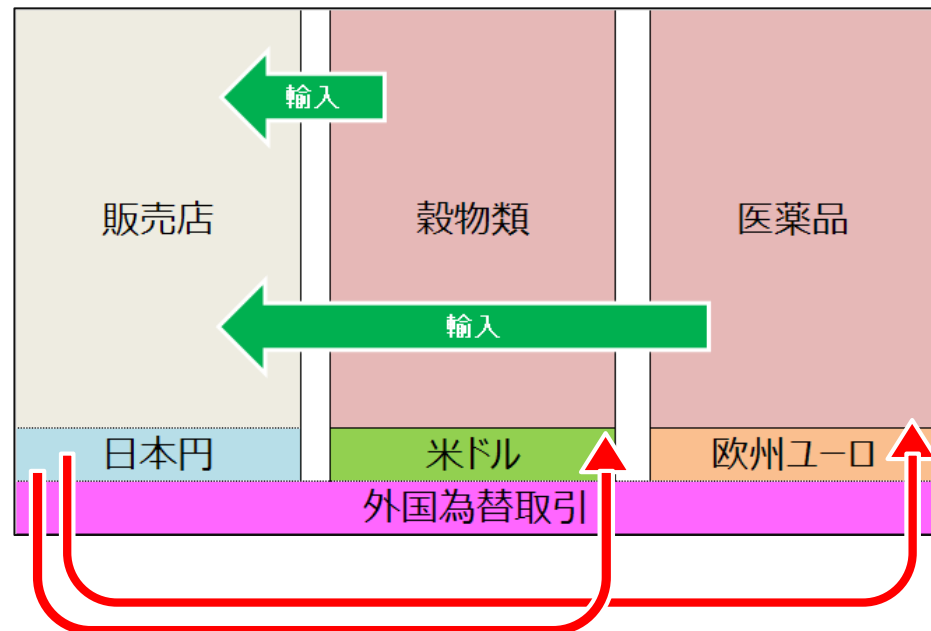 輸入
販売店
穀物類
医薬品
輸入
日本円
米ドル
欧州ユーロ
外国為替取引